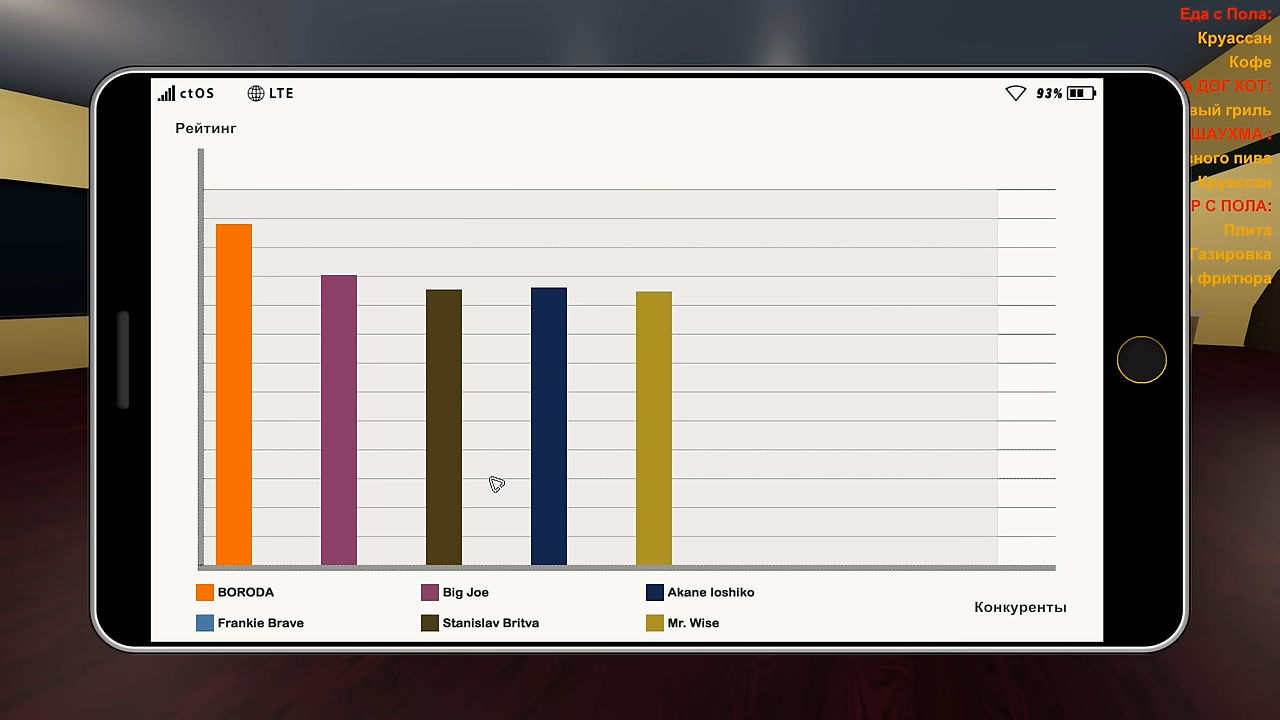 ctOS
LTE
93%
Рейтинг
BORODA
Big Joe
Akane Ioshiko
Frankie Brave
Stanislav Britva
Mr. Wise
Конкуренты
Еда с Пола:
Круассан
Кофе
ДОГ ХОТ:
гриль
ШАУХМА :
пива
Круассан
С ПОЛА:
Плита
Газировка
фритюра